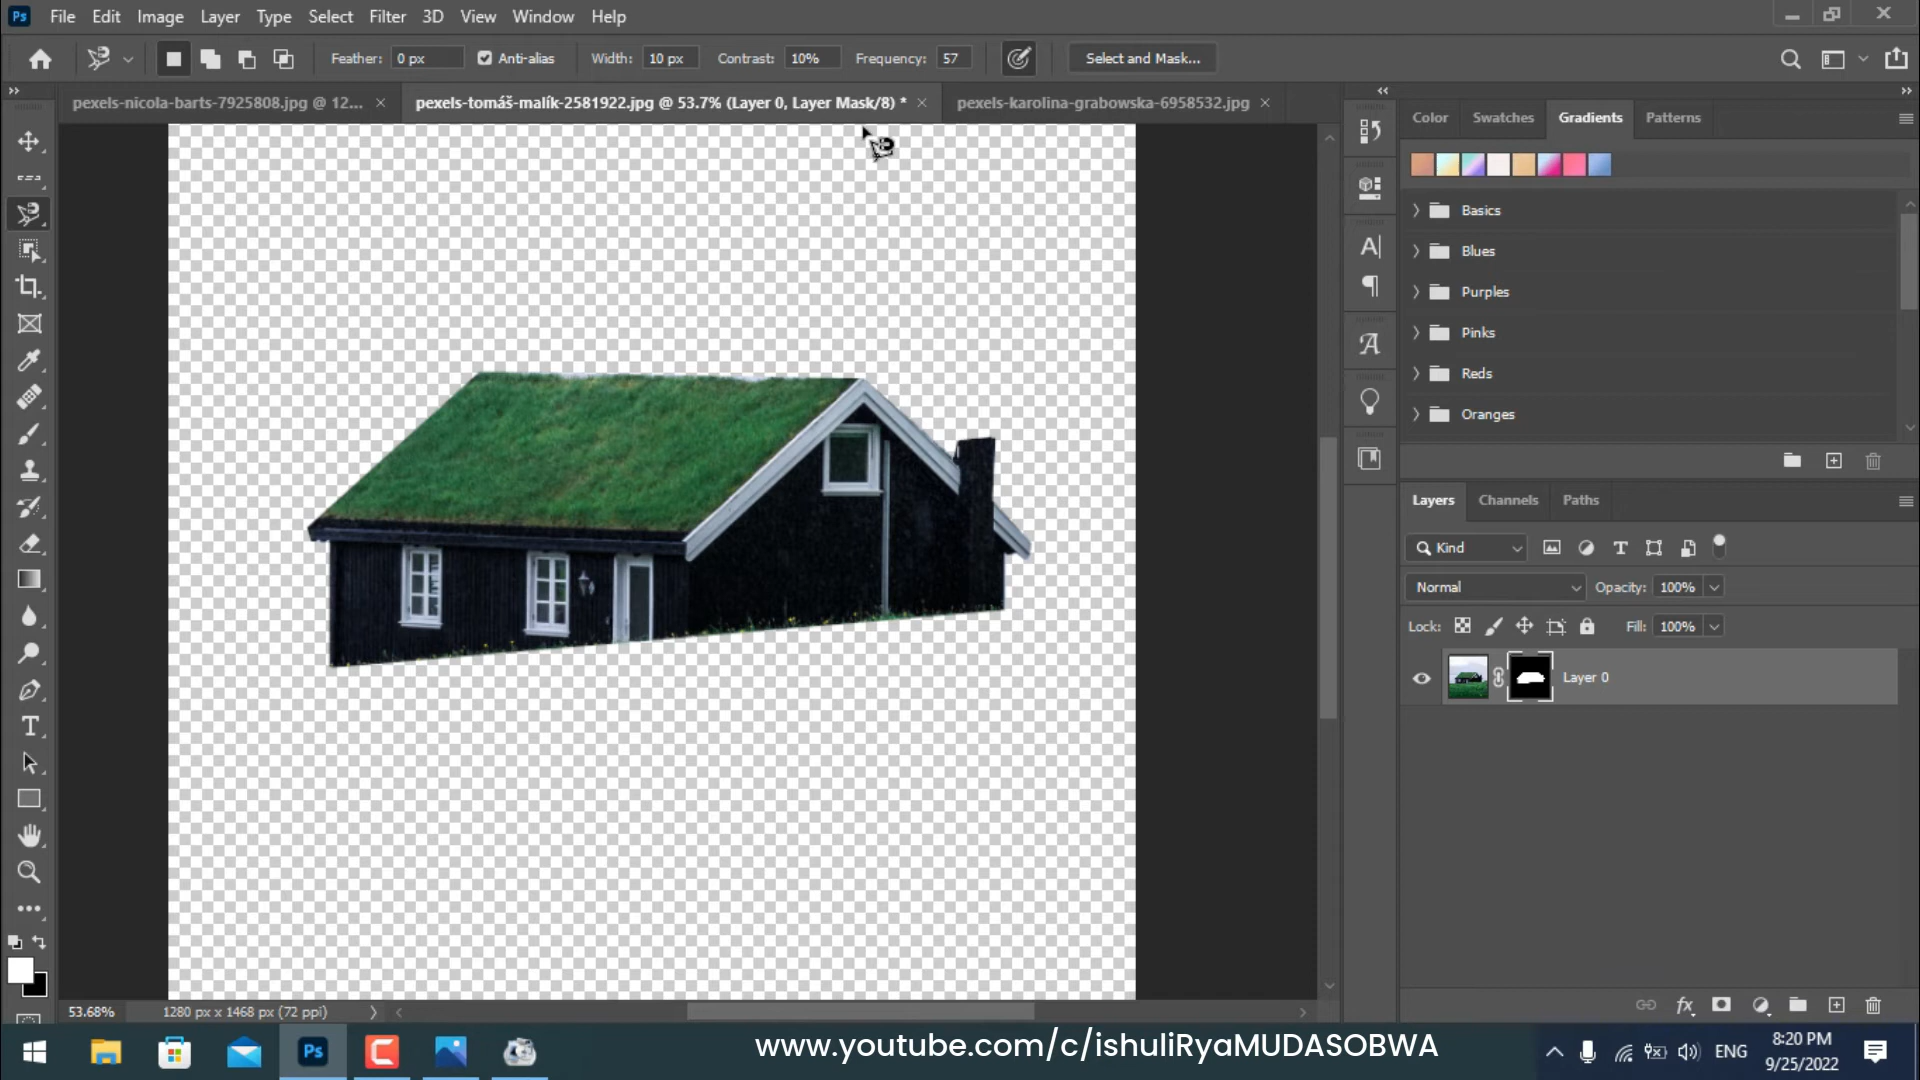 Ps File Edit Image Layer Type Select Filter 3D View Window Help
Feather: 0 px Anti-alias Width: 10 px Contrast: 10% Frequency: 57 Select and Mask...
pexels-nicola-barts-7925808.jpg @ 12... × pexels-tomáš-malík-2581922.jpg @ 53.7% (Layer 0, Layer Mask/8) * × pexels-karolina-grabowska-6958532.jpg ×
Color Swatches Gradients Patterns
Basics
Blues
Purples
Pinks
Reds
Oranges
Layers Channels Paths
Kind
Normal Opacity: 100%
Lock: Fill: 100%
Layer 0
53.68% 1280 px x 1468 px (72 ppi)
Ps
www.youtube.com/c/ishuliRyaMUDASOBWA
ENG
8:20 PM
9/25/2022